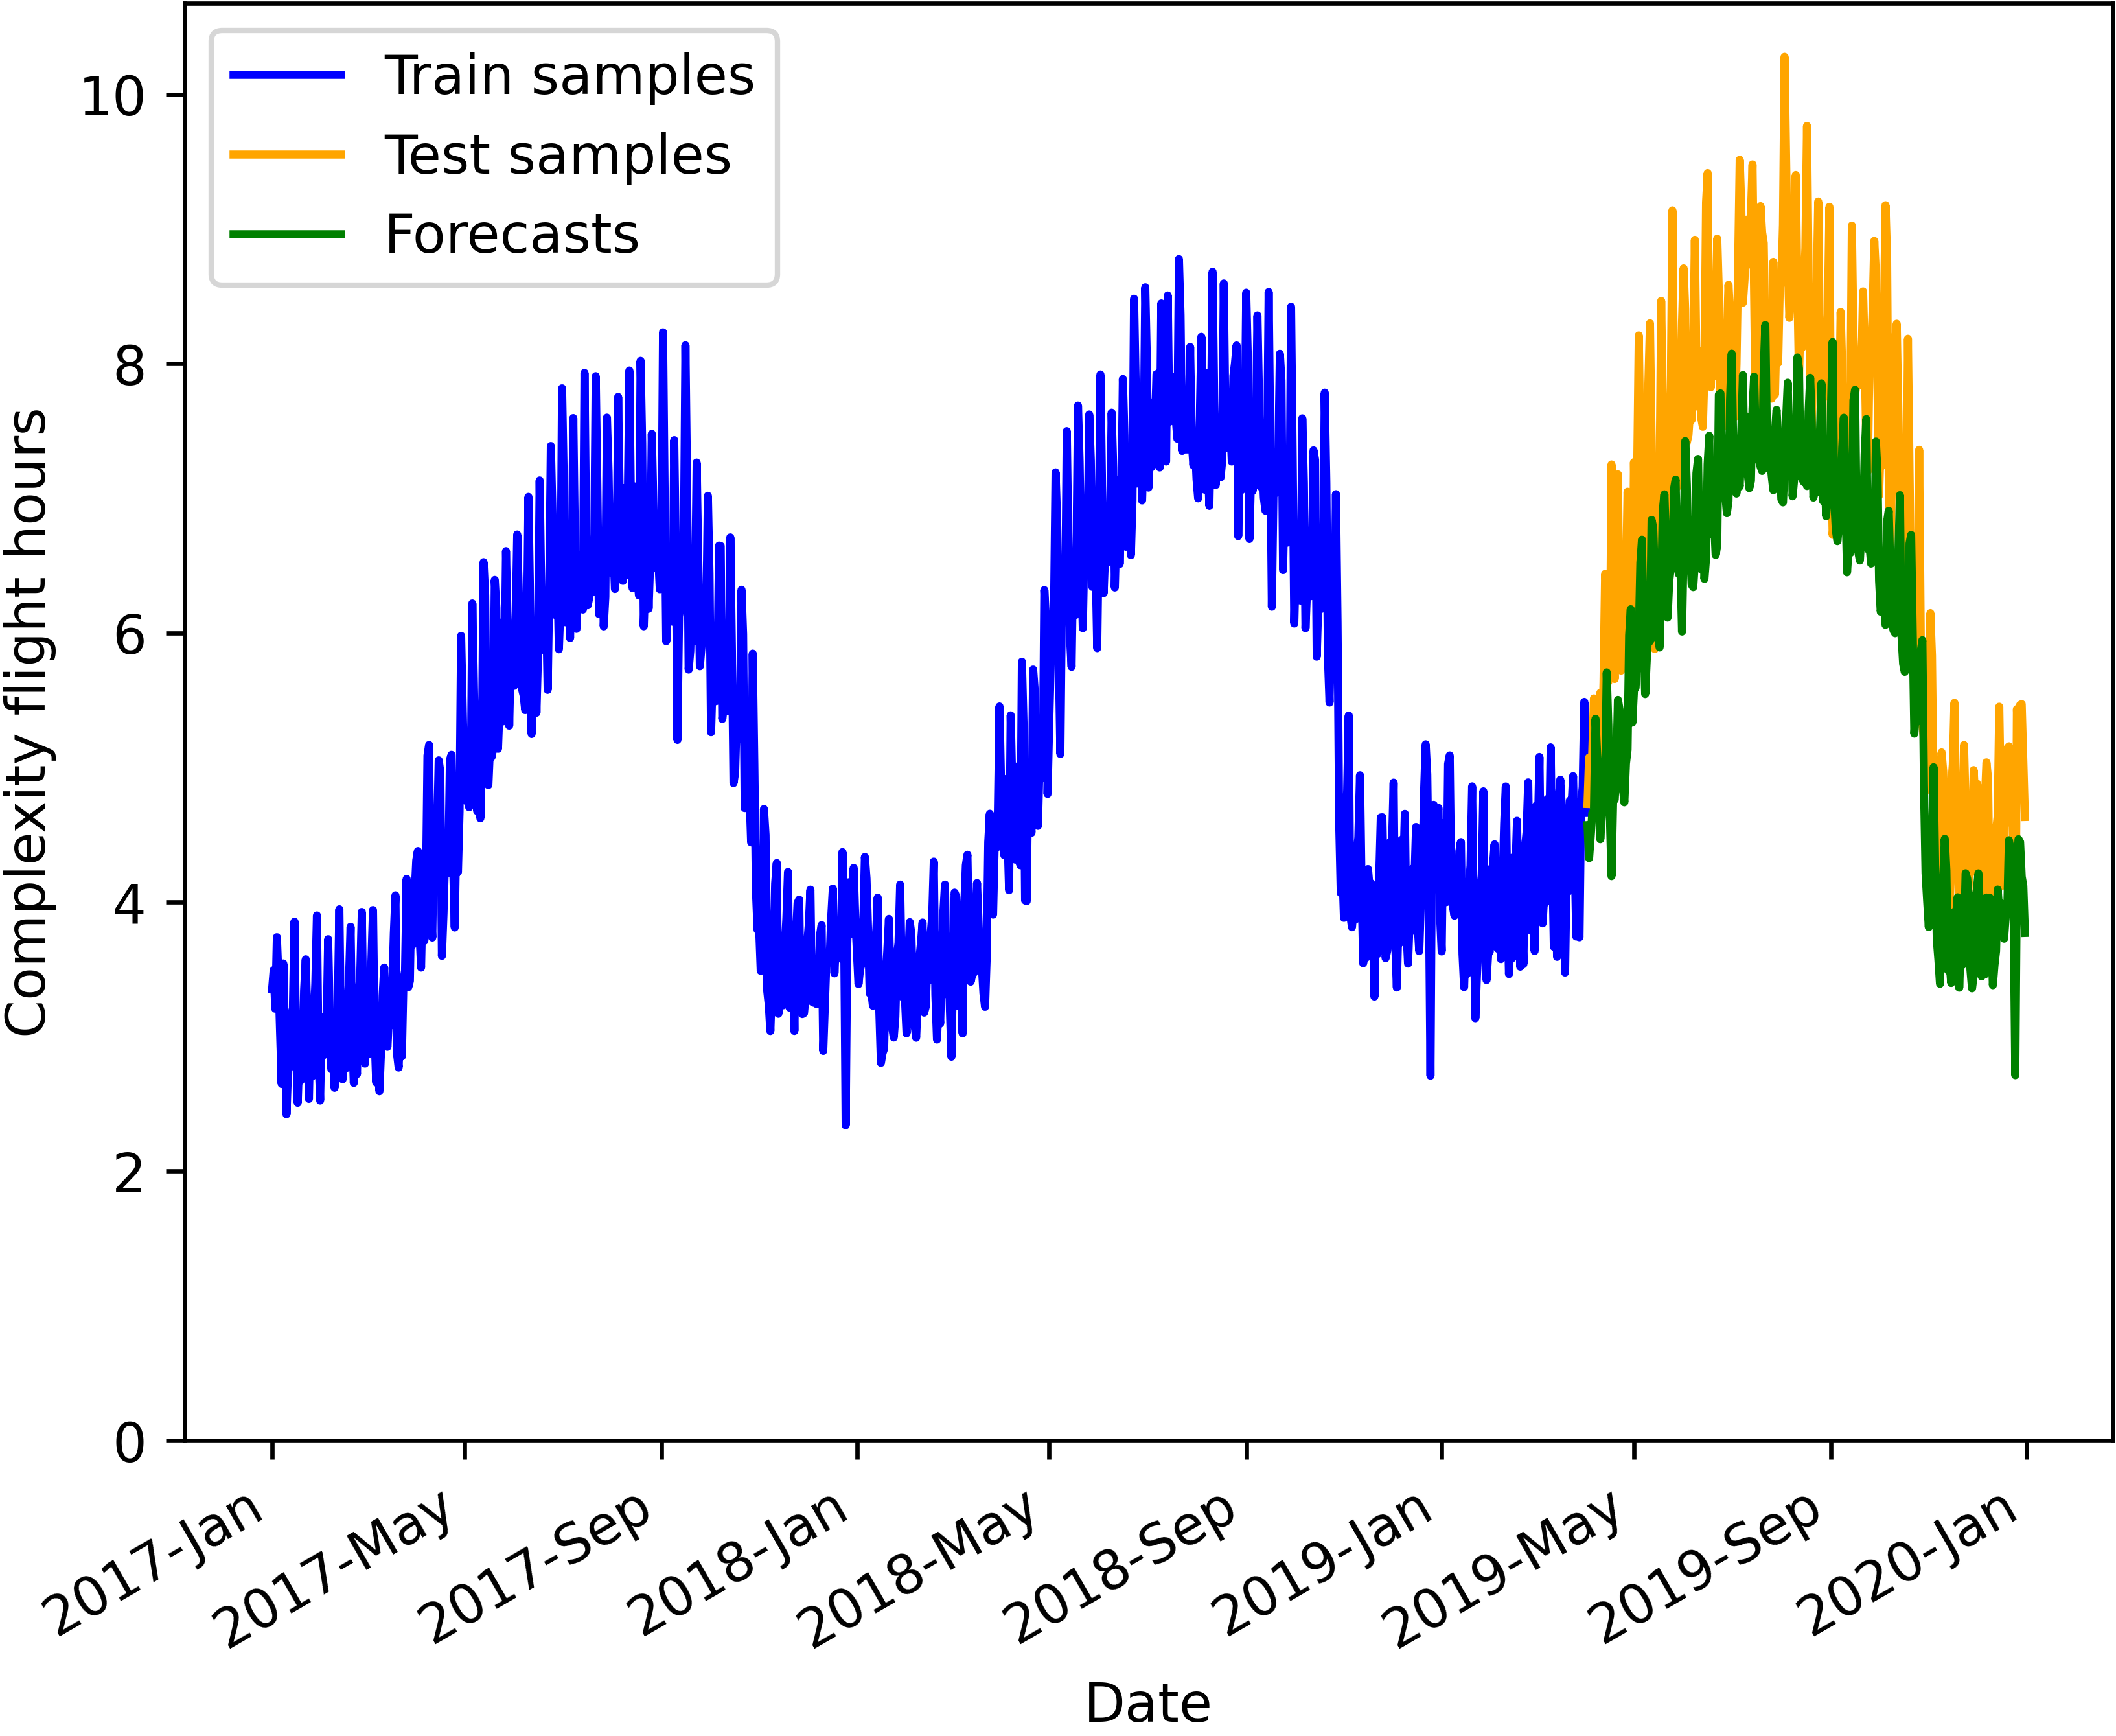 Train samples
Test samples
Forecasts
10
8
6
4
2
0
Complexity flight hours
2017-Jan
2017-May
2017-Sep
2018-Jan
2018-May
2018-Sep
2019-Jan
2019-May
2019-Sep
2020-Jan
Date